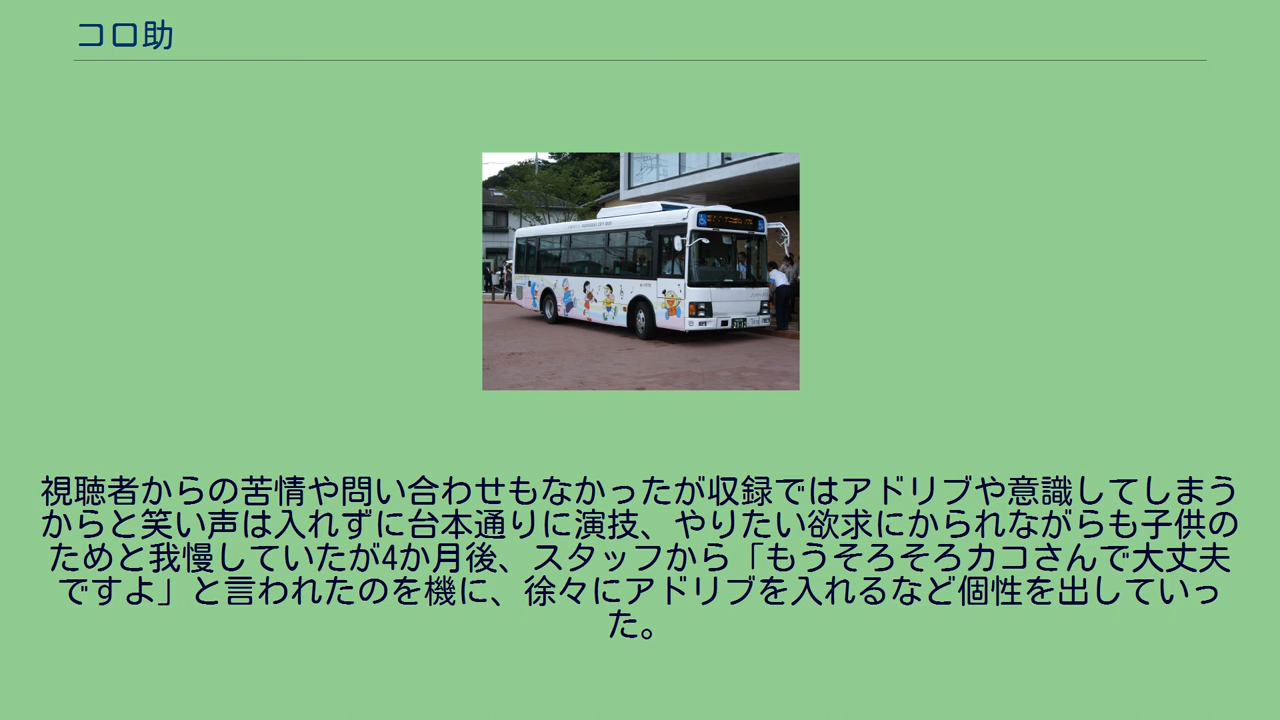 コロ助
視聴者からの苦情や問い合わせもなかったが収録ではアドリブや意識してしまう
からと笑い声は入れずに台本通りに演技、やりたい欲求にかられながらも子供の
ためと我慢していたが4か月後、スタッフから「もうそろそろカコさんで大丈夫
ですよ」と言われたのを機に、徐々にアドリブを入れるなど個性を出していっ
た。